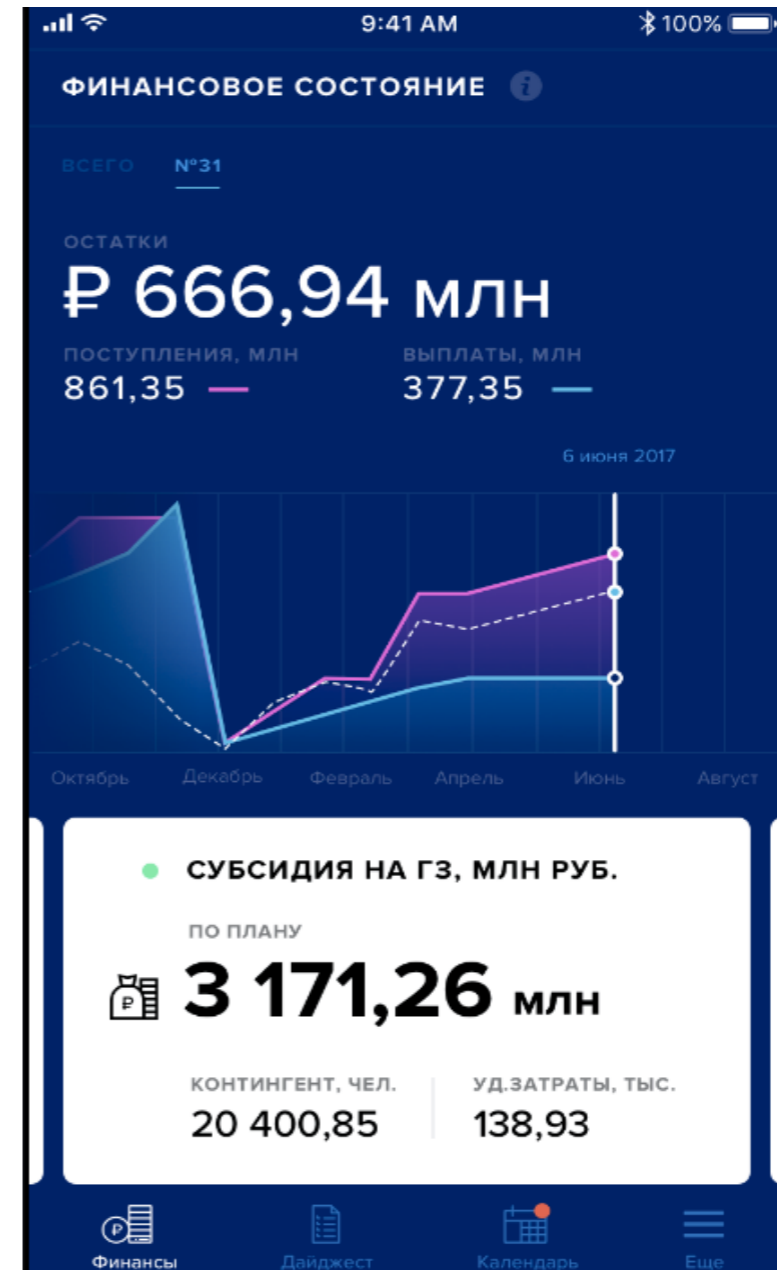 9:41 AM 100%
ФИНАНСОВОЕ СОСТОЯНИЕ i
ВСЕГО №31
ОСТАТКИ
₽ 666,94 млн
ПОСТУПЛЕНИЯ, МЛН ВЫПЛАТЫ, МЛН
861,35 377,35
6 июня 2017
Октябрь Декабрь Февраль Апрель Июнь Август
СУБСИДИЯ НА ГЗ, МЛН РУБ.
ПО ПЛАНУ
₽ 3 171,26 млн
КОНТИНГЕНТ, ЧЕЛ. УД.ЗАТРАТЫ, ТЫС.
20 400,85 138,93
₽
Финансы Дайджест Календарь Еще